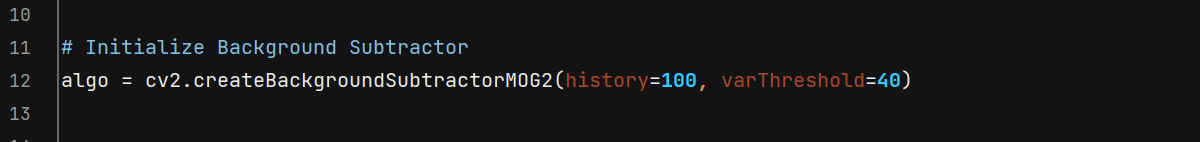 10
11 # Initialize Background Subtractor
12 algo = cv2.createBackgroundSubtractorMOG2(history=100, varThreshold=40)
13